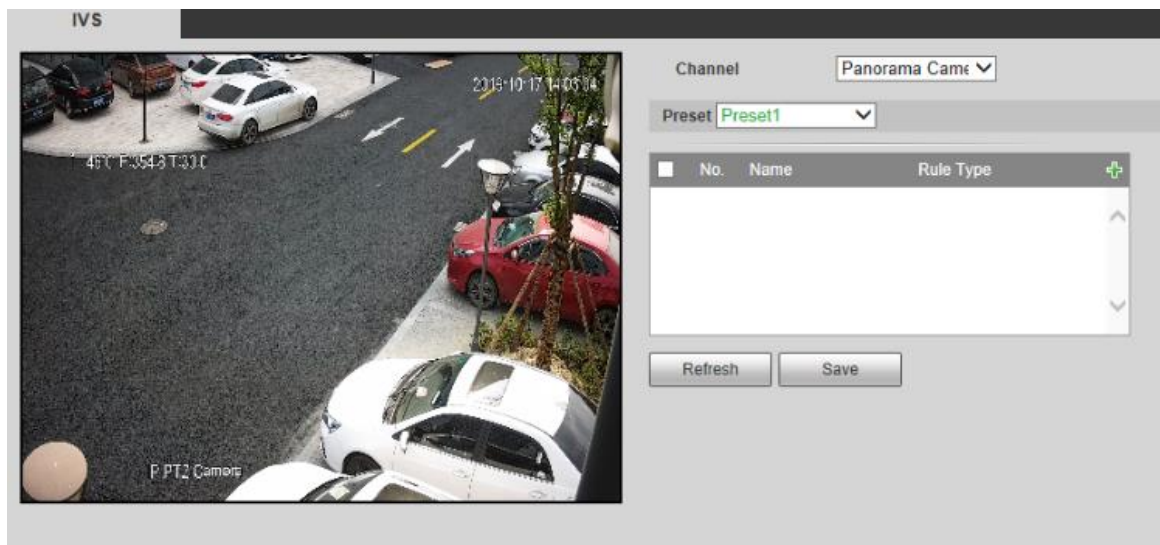 IVS
Channel
Panorama Came
Preset
Preset1
No. Name Rule Type
Refresh Save
PTZ Camera